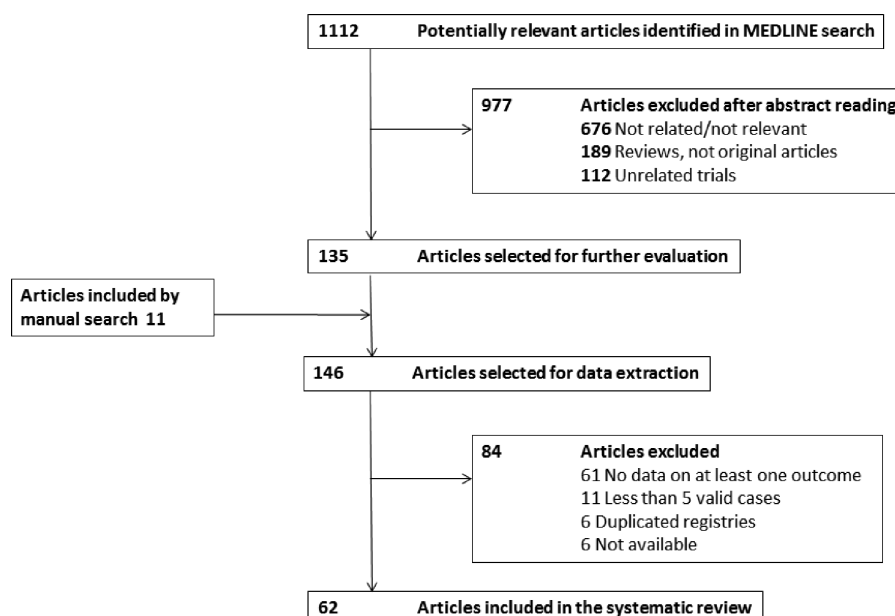 1112 Potentially relevant articles identified in MEDLINE search
977 Articles excluded after abstract reading
676 Not related/not relevant
189 Reviews, not original articles
112 Unrelated trials
135 Articles selected for further evaluation
Articles included by
manual search 11
146 Articles selected for data extraction
84 Articles excluded
61 No data on at least one outcome
11 Less than 5 valid cases
6 Duplicated registries
6 Not available
62 Articles included in the systematic review